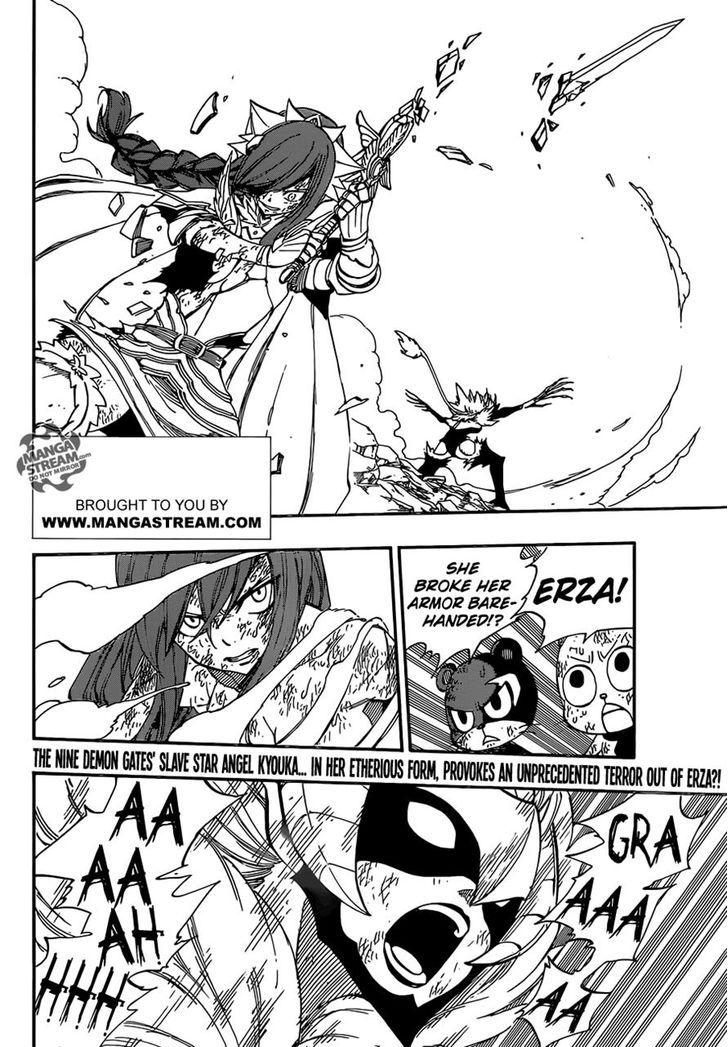 MANGA
STREAM.com
DO NOT MIRROR
BROUGHT TO YOU BY
WWW.MANGASTREAM.COM
ERZA!
SHE
BROKE HER
ARMOR BARE-
HANDED!?
THE NINE DEMON GATES' SLAVE STAR ANGEL KYOUKA... IN HER ETHERIOUS FORM, PROVOKES AN UNPRECEDENTED TERROR OUT OF ERZA?!
GRA
AAA
AA
AA
AA
AH
HHH